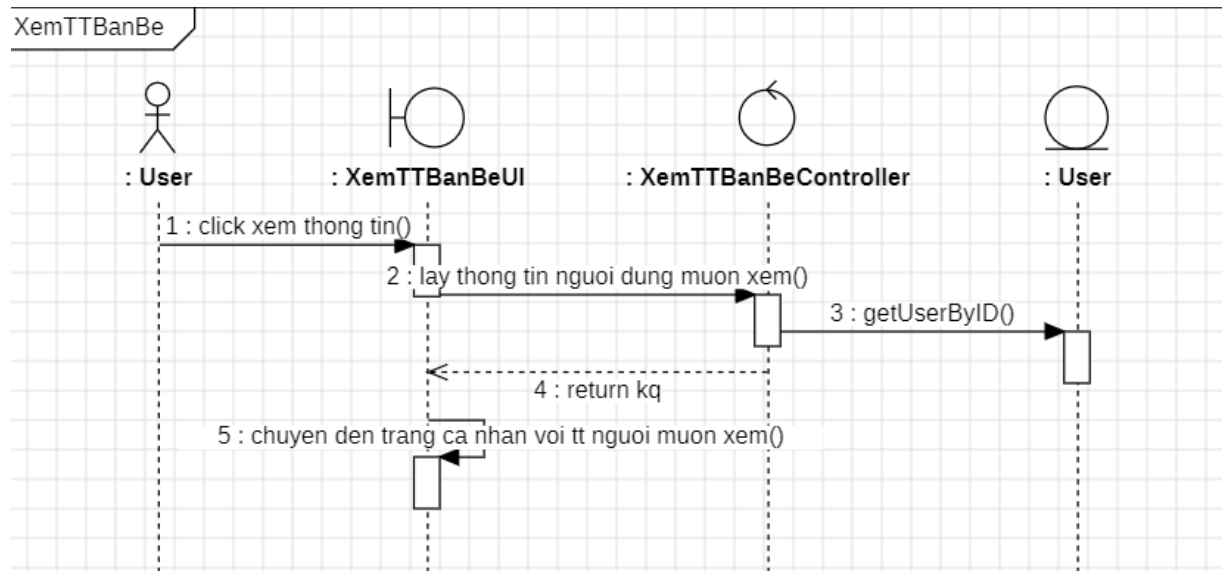 XemTTBanBe
: User
: XemTTBanBeUI
: XemTTBanBeController
: User
1 : click xem thong tin()
2 : lay thong tin nguoi dung muon xem()
3 : getUserByID()
4 : return kq
5 : chuyen den trang ca nhan voi tt nguoi muon xem()